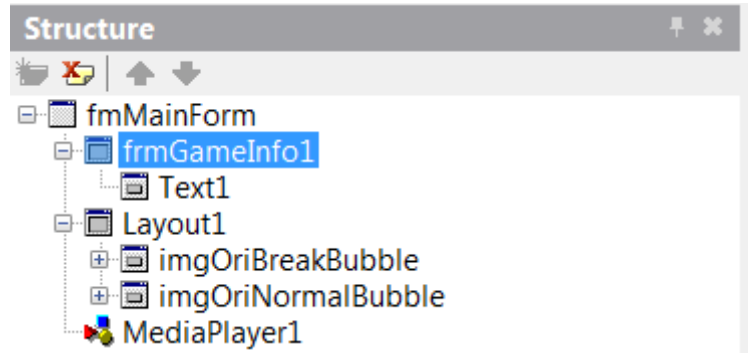 Structure
fmMainForm
frmGameInfo1
Text1
Layout1
imgOriBreakBubble
imgOriNormalBubble
MediaPlayer1